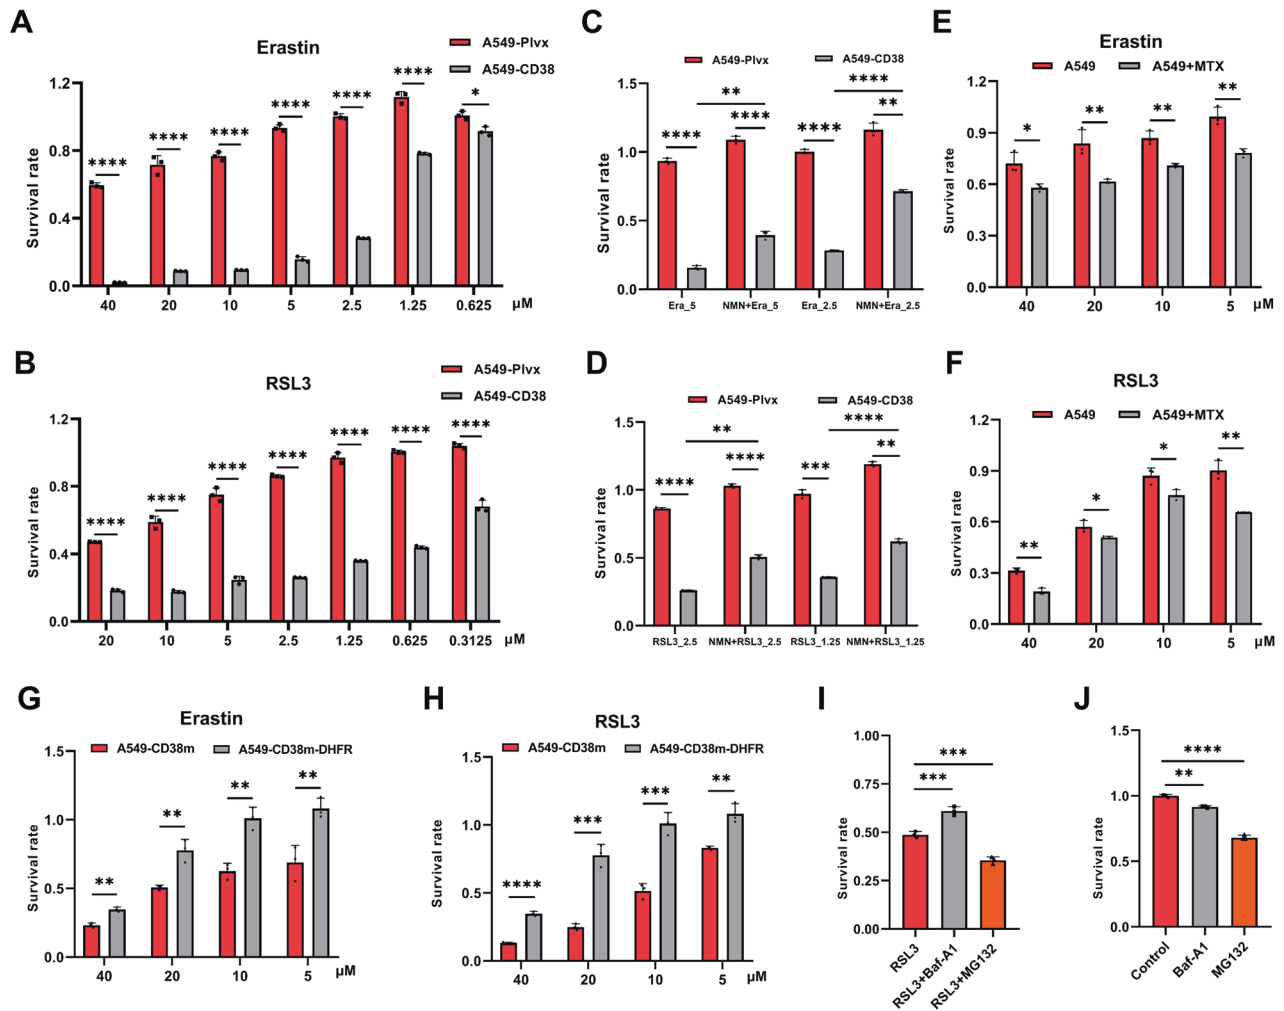 A
Erastin
A549-Plvx
A549-CD38
Survival rate
1.2
0.8
0.4
0.0
**** **** **** **** **** **** *
40 20 10 5 2.5 1.25 0.625 μM
B
RSL3
A549-Plvx
A549-CD38
Survival rate
1.2
0.8
0.4
0.0
**** **** **** **** **** **** ****
20 10 5 2.5 1.25 0.625 0.3125 μM
C
A549-Plvx A549-CD38
Survival rate
1.5
1.0
0.5
0.0
** ****
**** **** **** **
Era_5 NMN+Era_5 Era_2.5 NMN+Era_2.5
D
A549-Plvx A549-CD38
Survival rate
1.5
1.0
0.5
0.0
** ****
**** **** *** **
RSL3_2.5 NMN+RSL3_2.5 RSL3_1.25 NMN+RSL3_1.25
E
Erastin
A549 A549+MTX
Survival rate
1.2
0.9
0.6
0.3
0.0
* ** ** **
40 20 10 5 μM
F
RSL3
A549 A549+MTX
Survival rate
1.2
0.9
0.6
0.3
0.0
** * * **
40 20 10 5 μM
G
Erastin
A549-CD38m A549-CD38m-DHFR
Survival rate
1.5
1.0
0.5
0.0
** ** ** **
40 20 10 5 μM
H
RSL3
A549-CD38m A549-CD38m-DHFR
Survival rate
1.5
1.0
0.5
0.0
**** *** *** **
40 20 10 5 μM
I
Survival rate
1.00
0.75
0.50
0.25
0.00
***
***
RSL3 RSL3+Baf-A1 RSL3+MG132
J
Survival rate
1.5
1.0
0.5
0.0
****
**
Control Baf-A1 MG132